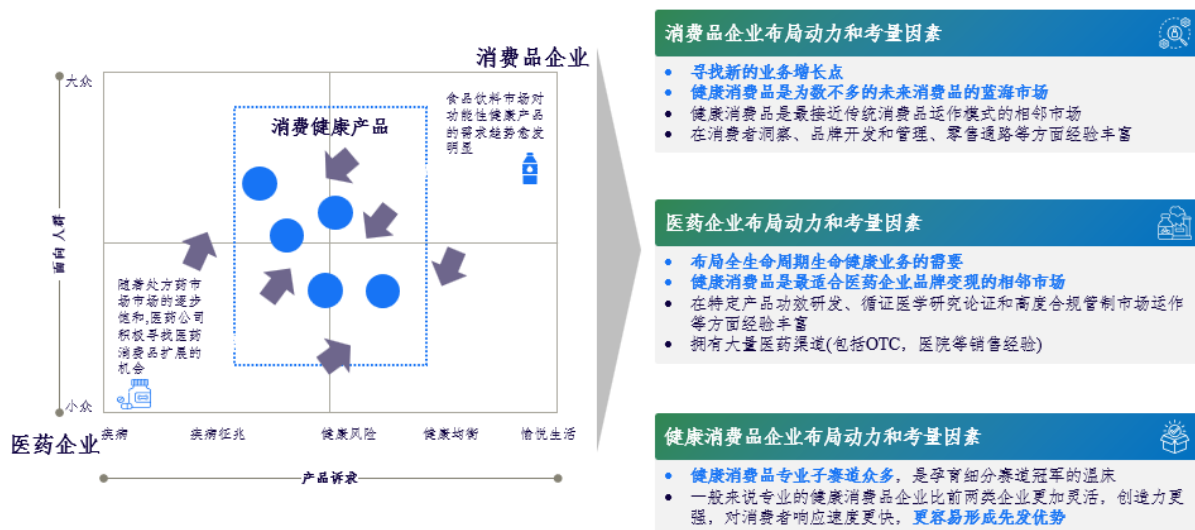 消费品企业
大众
食品饮料市场对
功能性健康产品
的需求趋势愈发
明显
消费健康产品
面向人群
随着处方药市
场市场的逐步
饱和,医药公司
积极寻找医药
消费品扩展的
机会
小众
疾病
疾病征兆
健康风险
健康均衡
愉悦生活
医药企业
产品诉求
消费品企业布局动力和考量因素
• 寻找新的业务增长点
• 健康消费品是为数不多的未来消费品的蓝海市场
• 健康消费品是最接近传统消费品运作模式的相邻市场
• 在消费者洞察、品牌开发和管理、零售通路等方面经验丰富
医药企业布局动力和考量因素
• 布局全生命周期生命健康业务的需要
• 健康消费品是最适合医药企业品牌变现的相邻市场
• 在特定产品功效研发、循证医学研究论证和高度合规管制市场运作
等方面经验丰富
• 拥有大量医药渠道(包括OTC，医院等销售经验)
健康消费品企业布局动力和考量因素
• 健康消费品专业子赛道众多，是孕育细分赛道冠军的温床
• 一般来说专业的健康消费品企业比前两类企业更加灵活，创造力更
强，对消费者响应速度更快，更容易形成先发优势